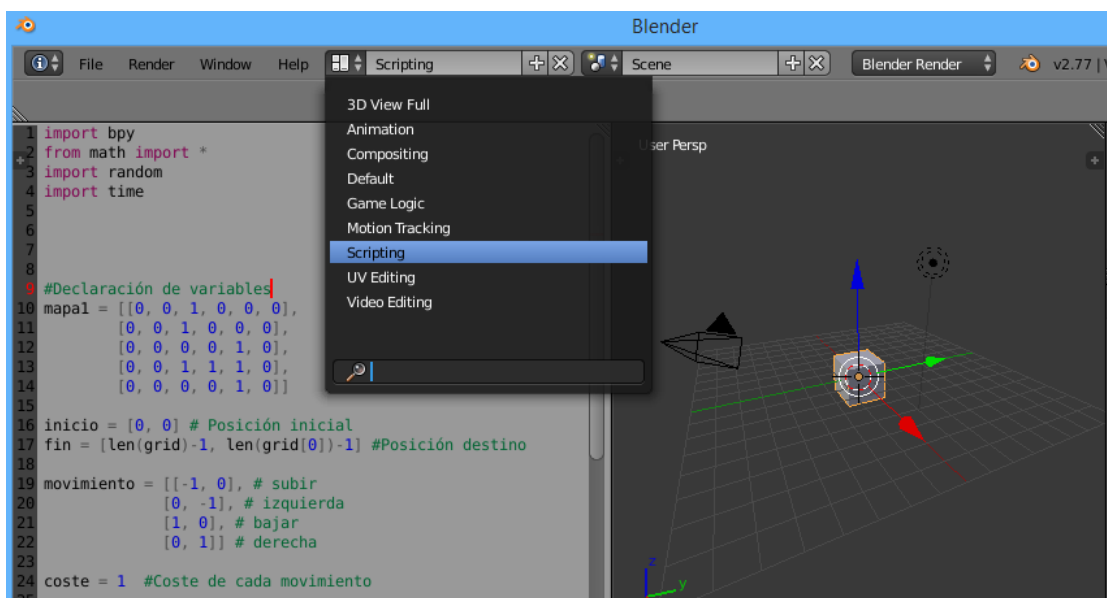 Blender
File Render Window Help Scripting Scene Blender Render v2.77 |
3D View Full
Animation
Compositing
Default
Game Logic
Motion Tracking
Scripting
UV Editing
Video Editing
User Persp
1 import bpy
2 from math import *
3 import random
4 import time
5
6
7
8
9 #Declaración de variables
10 mapa1 = [[0, 0, 1, 0, 0, 0],
11 [0, 0, 1, 0, 0, 0],
12 [0, 0, 0, 0, 1, 0],
13 [0, 0, 1, 1, 1, 0],
14 [0, 0, 0, 0, 1, 0]]
15
16 inicio = [0, 0] # Posición inicial
17 fin = [len(grid)-1, len(grid[0])-1] #Posición destino
18
19 movimiento = [[-1, 0], # subir
20 [0, -1], # izquierda
21 [1, 0], # bajar
22 [0, 1]] # derecha
23
24 coste = 1 #Coste de cada movimiento
z
y